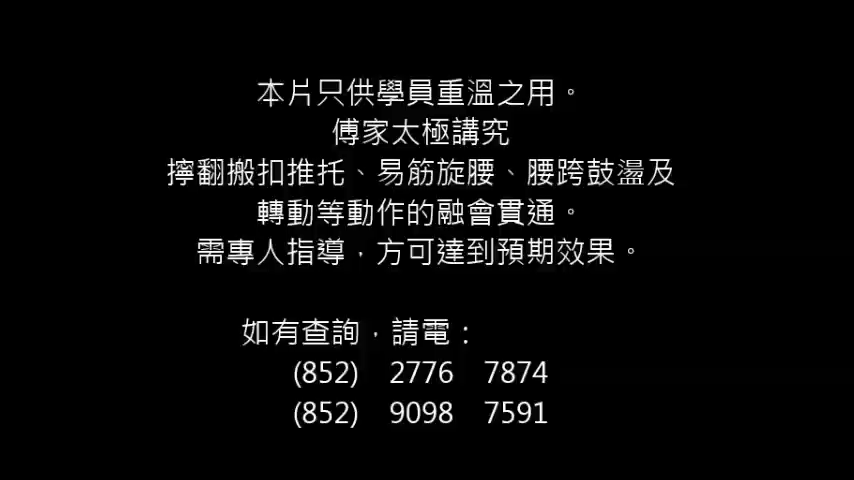 本片只供學員重溫之用。
傅家太極講究
擰翻搬扣推托、易筋旋腰、腰跨鼓盪及
轉動等動作的融會貫通。
需專人指導，方可達到預期效果。
如有查詢，請電：
(852) 2776 7874
(852) 9098 7591